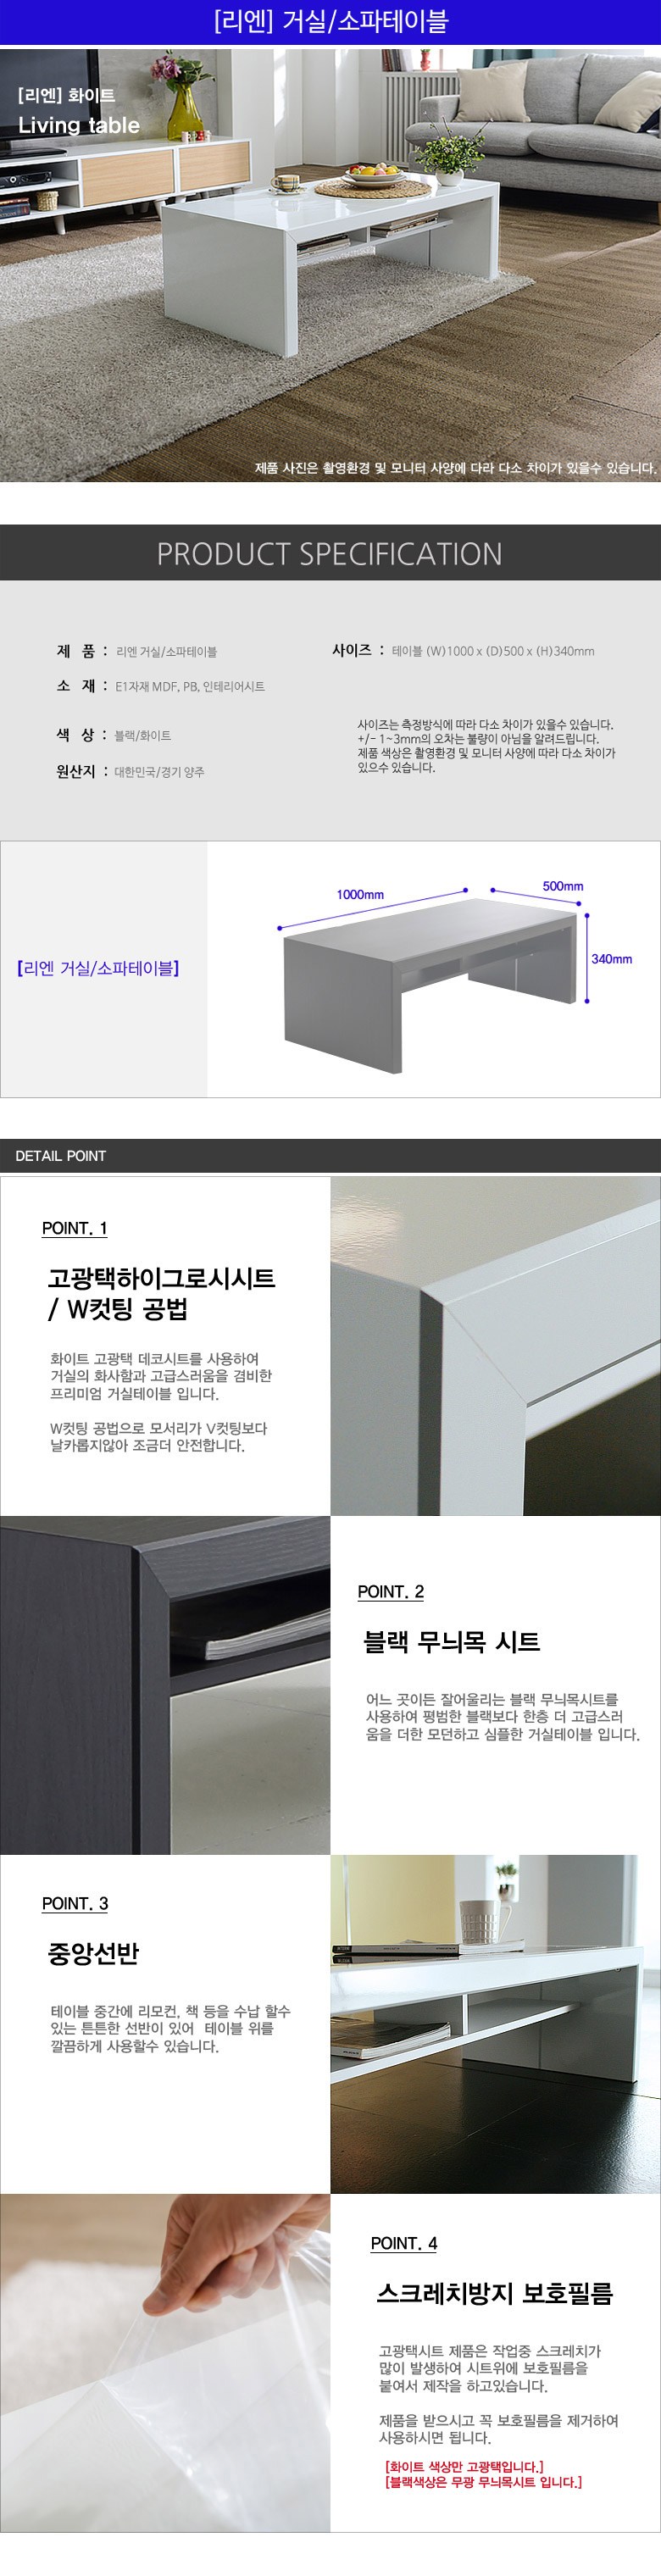 [리엔] 거실/소파테이블
[리엔] 화이트
Living table
제품 사진은 촬영환경 및 모니터 사양에 다라 다소 차이가 있을수 있습니다.
PRODUCT SPECIFICATION
제 품 : 리엔 거실/소파테이블
소 재 : E1자재 MDF, PB, 인테리어시트
색 상 : 블랙/화이트
원산지 : 대한민국/경기 양주
사이즈 : 테이블 (W)1000 x (D)500 x (H)340mm
사이즈는 측정방식에 따라 다소 차이가 있을수 있습니다.
+/- 1~3mm의 오차는 불량이 아님을 알려드립니다.
제품 색상은 촬영환경 및 모니터 사양에 따라 다소 차이가
있으수 있습니다.
[리엔 거실/소파테이블]
1000mm
500mm
340mm
DETAIL POINT
POINT. 1
고광택하이그로시시트
/ W컷팅 공법
화이트 고광택 데코시트를 사용하여
거실의 화사함과 고급스러움을 겸비한
프리미엄 거실테이블 입니다.
W컷팅 공법으로 모서리가 V컷팅보다
날카롭지않아 조금더 안전합니다.
POINT. 2
블랙 무늬목 시트
어느 곳이든 잘어울리는 블랙 무늬목시트를
사용하여 평범한 블랙보다 한층 더 고급스러
움을 더한 모던하고 심플한 거실테이블 입니다.
POINT. 3
중앙선반
테이블 중간에 리모컨, 책 등을 수납 할수
있는 튼튼한 선반이 있어 테이블 위를
깔끔하게 사용할수 있습니다.
POINT. 4
스크레치방지 보호필름
고광택시트 제품은 작업중 스크레치가
많이 발생하여 시트위에 보호필름을
붙여서 제작을 하고있습니다.
제품을 받으시고 꼭 보호필름을 제거하여
사용하시면 됩니다.
[화이트 색상만 고광택입니다.]
[블랙색상은 무광 무늬목시트 입니다.]